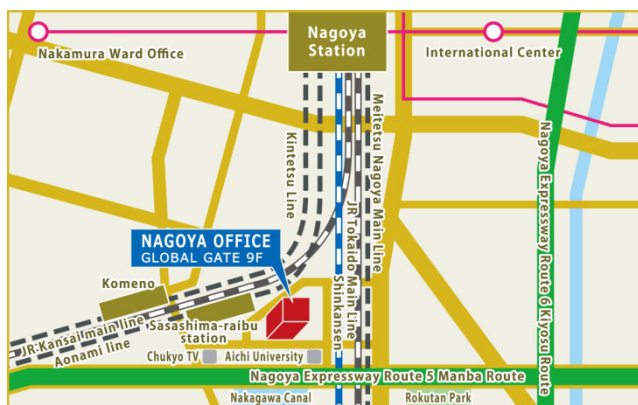 Nagoya
Station
Nakamura Ward Office
International Center
Kintetsu Line
Meitetsu Nagoya Main Line
JR Tokaido Main Line
Shinkansen
Nagoya Expressway Route 6 Kiyosu Route
NAGOYA OFFICE
GLOBAL GATE 9F
Komeno
Sasashima-raibu
station
JR Kansai main line
Aonami line
Chukyo TV
Aichi University
Nagoya Expressway Route 5 Manba Route
Nakagawa Canal
Rokutan Park